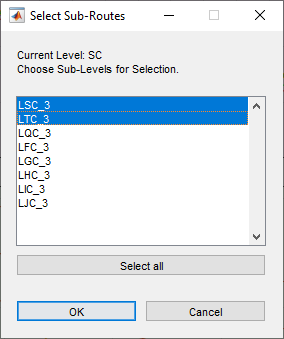 Select Sub-Routes
Current Level: SC
Choose Sub-Levels for Selection.
LSC_3
LTC_3
LQC_3
LFC_3
LGC_3
LHC_3
LIC_3
LJC_3
Select all
OK
Cancel